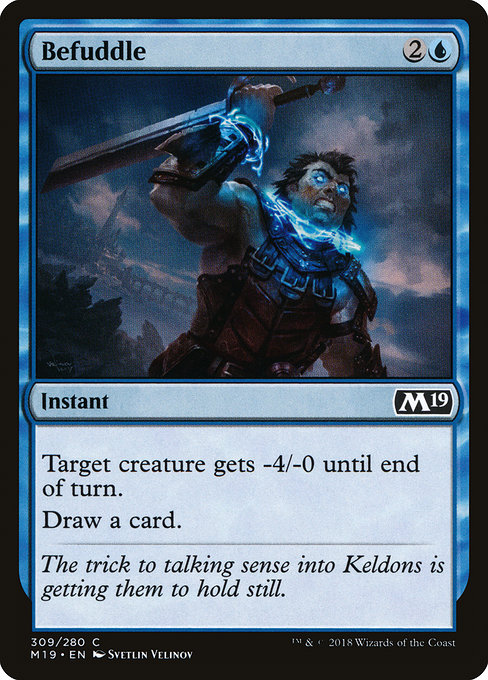 Befuddle 2
Instant M19
Target creature gets -4/-0 until end
of turn.
Draw a card.
The trick to talking sense into Keldons is
getting them to hold still.
309/280 C ™ & © 2018 Wizards of the Coast
M19 • EN Svetlin Velinov